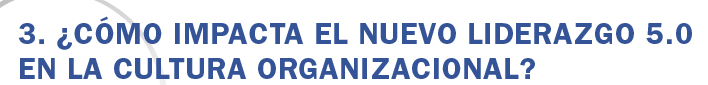 3. ¿CÓMO IMPACTA EL NUEVO LIDERAZGO 5.0
EN LA CULTURA ORGANIZACIONAL?